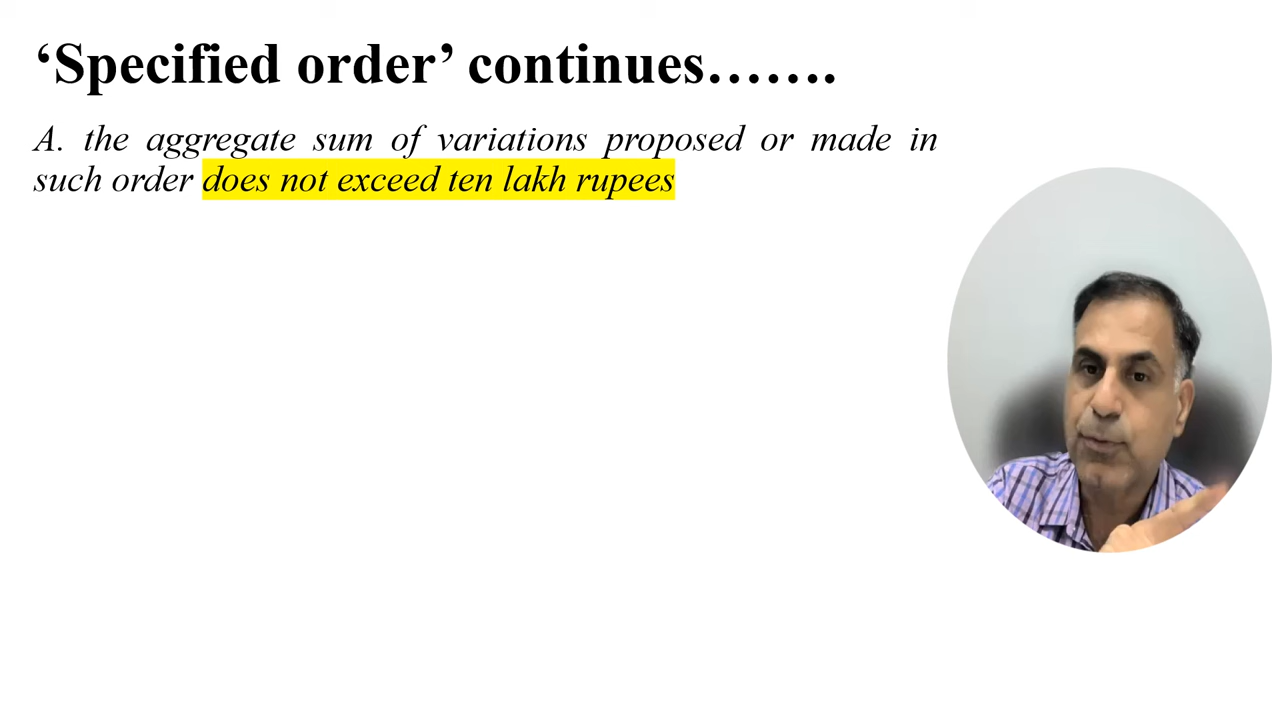 ‘Specified order’ continues…….
A. the aggregate sum of variations proposed or made in
such order does not exceed ten lakh rupees